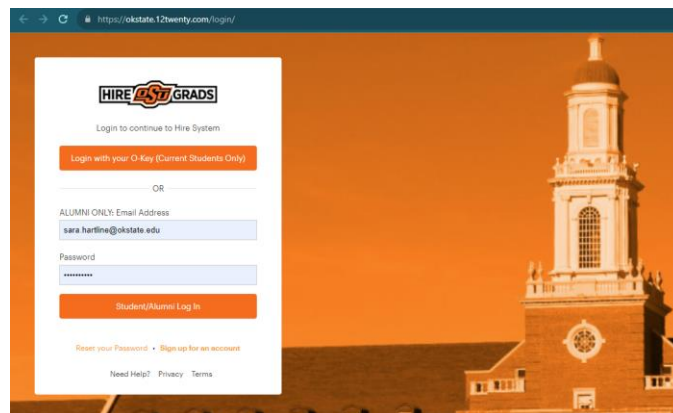 https://okstate.12twenty.com/login/
HIRE OSU GRADS
Login to continue to Hire System
Login with your O-Key (Current Students Only)
OR
ALUMNI ONLY: Email Address
sara.hartline@okstate.edu
Password
••••••••••
Student/Alumni Log In
Reset your Password • Sign up for an account
Need Help? Privacy Terms